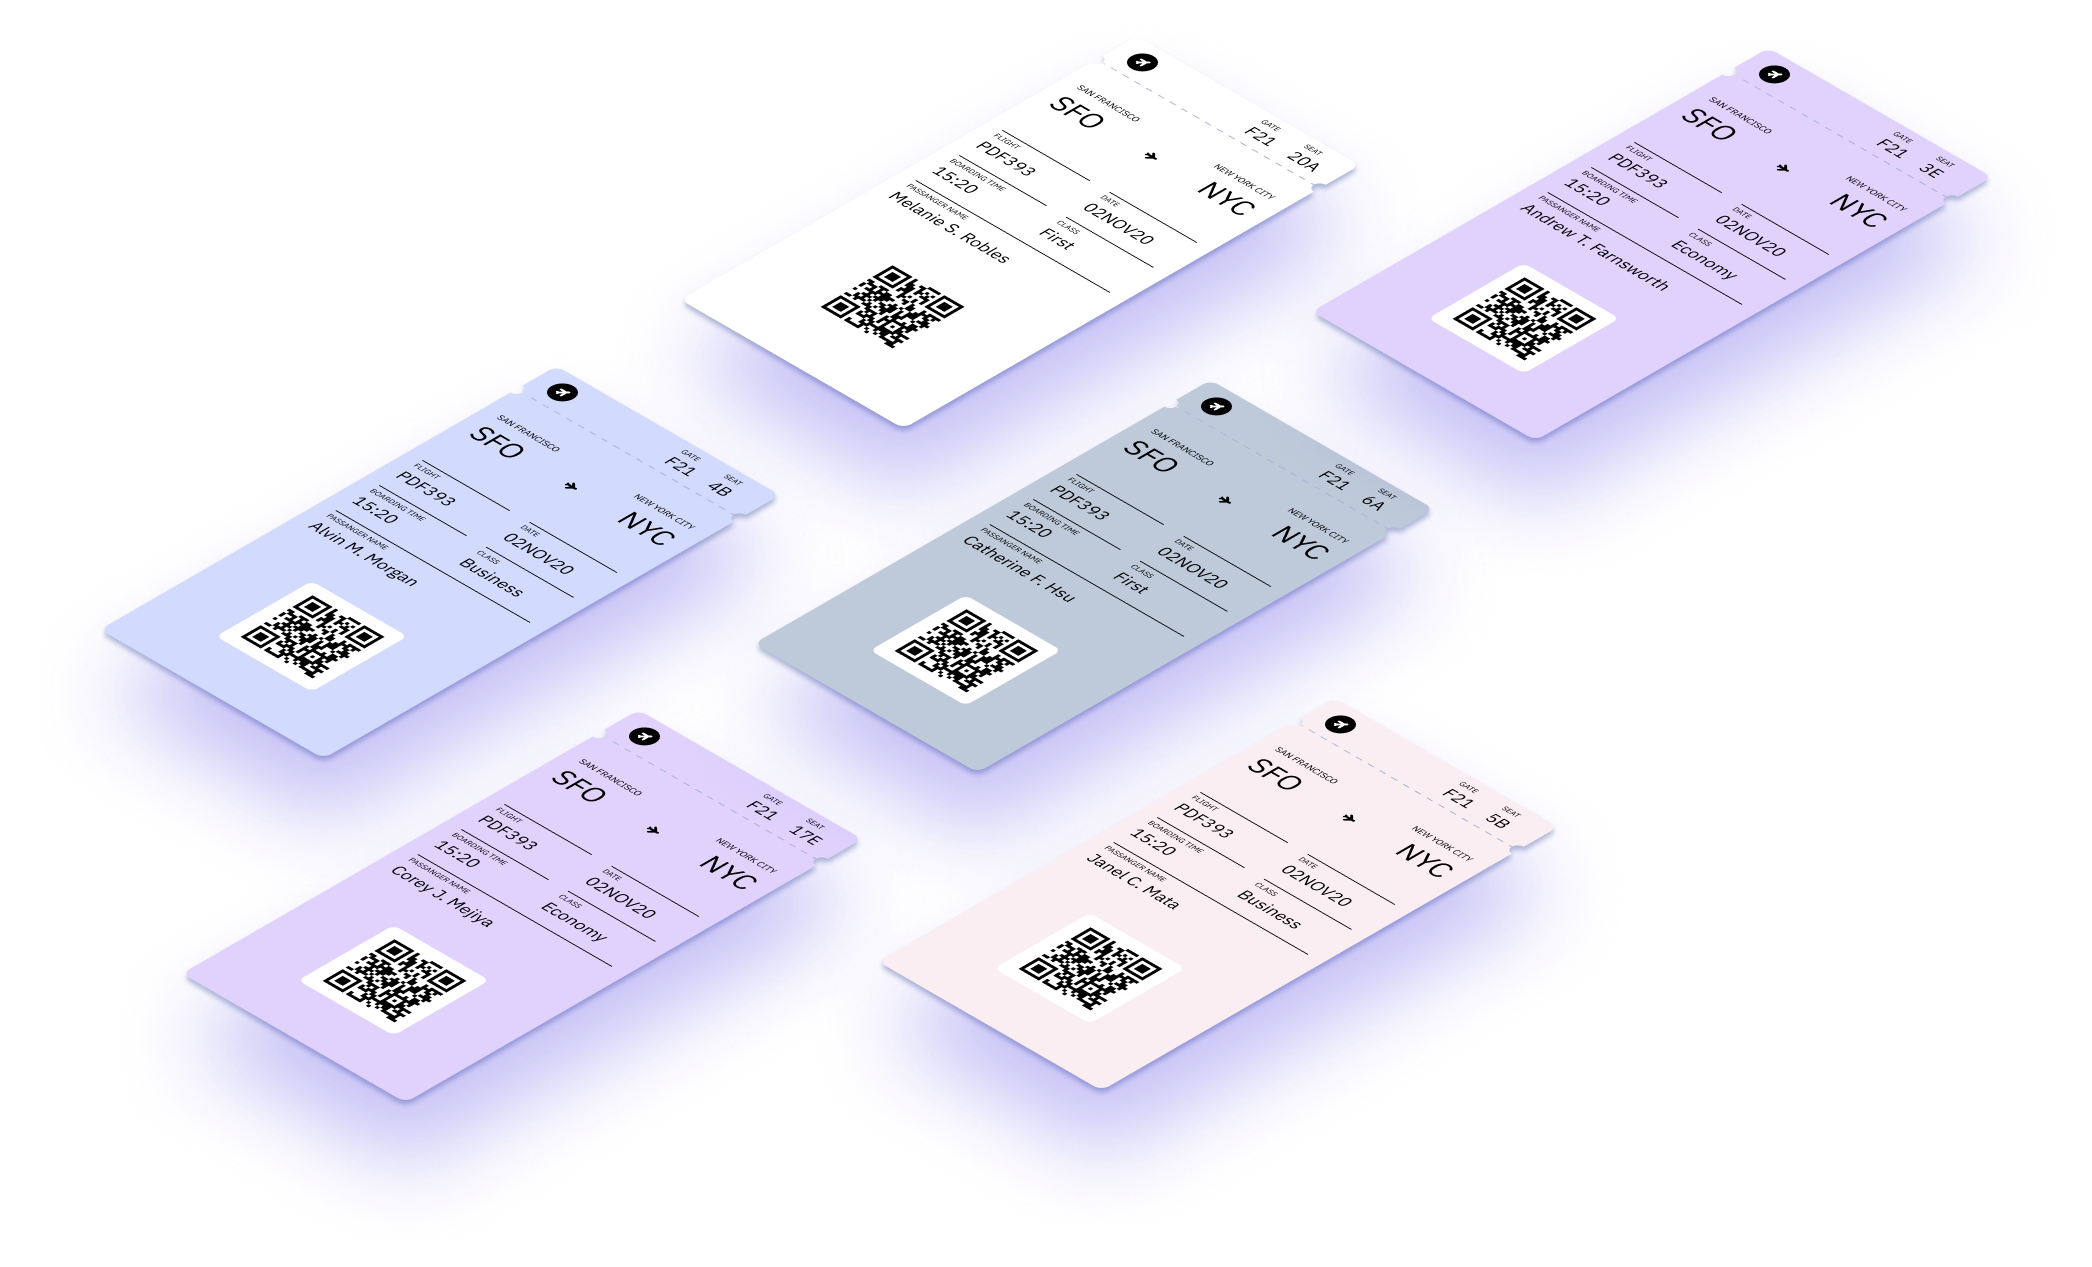 GATE
F21
SEAT
20A
SAN FRANCISCO
SFO
NEW YORK CITY
NYC
FLIGHT
PDF393
DATE
02NOV20
BOARDING TIME
15:20
CLASS
First
PASSANGER NAME
Melanie S. Robles
GATE
F21
SEAT
3E
SAN FRANCISCO
SFO
NEW YORK CITY
NYC
FLIGHT
PDF393
DATE
02NOV20
BOARDING TIME
15:20
CLASS
Economy
PASSANGER NAME
Andrew T. Farnsworth
GATE
F21
SEAT
4B
SAN FRANCISCO
SFO
NEW YORK CITY
NYC
FLIGHT
PDF393
DATE
02NOV20
BOARDING TIME
15:20
CLASS
Business
PASSANGER NAME
Alvin M. Morgan
GATE
F21
SEAT
6A
SAN FRANCISCO
SFO
NEW YORK CITY
NYC
FLIGHT
PDF393
DATE
02NOV20
BOARDING TIME
15:20
CLASS
First
PASSANGER NAME
Catherine F. Hsu
GATE
F21
SEAT
17E
SAN FRANCISCO
SFO
NEW YORK CITY
NYC
FLIGHT
PDF393
DATE
02NOV20
BOARDING TIME
15:20
CLASS
Economy
PASSANGER NAME
Corey J. Mejiya
GATE
F21
SEAT
5B
SAN FRANCISCO
SFO
NEW YORK CITY
NYC
FLIGHT
PDF393
DATE
02NOV20
BOARDING TIME
15:20
CLASS
Business
PASSANGER NAME
Janel C. Mata